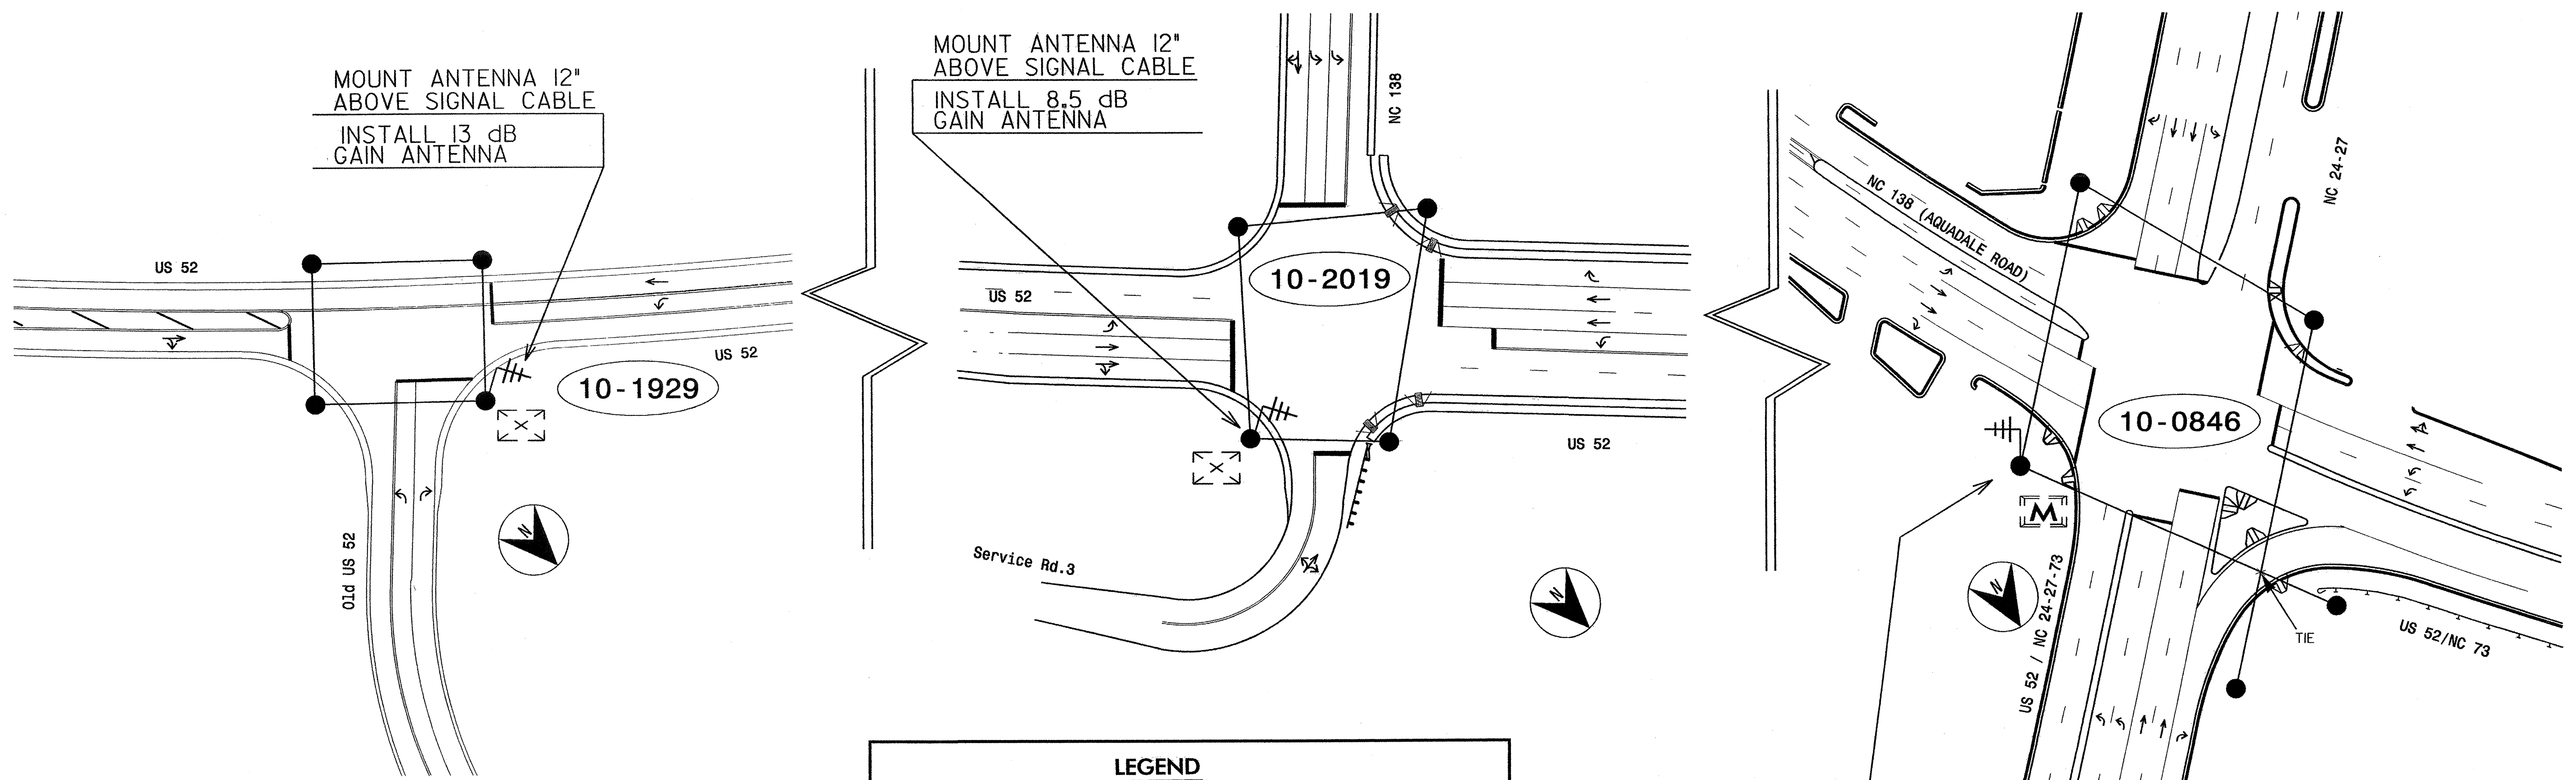 MOUNT ANTENNA 12"
ABOVE SIGNAL CABLE
INSTALL 13 dB
GAIN ANTENNA
US 52
US 52
10-1929
X
N
Old US 52
MOUNT ANTENNA 12"
ABOVE SIGNAL CABLE
INSTALL 8.5 dB
GAIN ANTENNA
NC 138
10-2019
US 52
US 52
X
Service Rd.3
N
NC 138 (AQUADALE ROAD)
NC 24-27
10-0846
M
N
US 52 / NC 24-27-73
TIE
US 52/NC 73
LEGEND